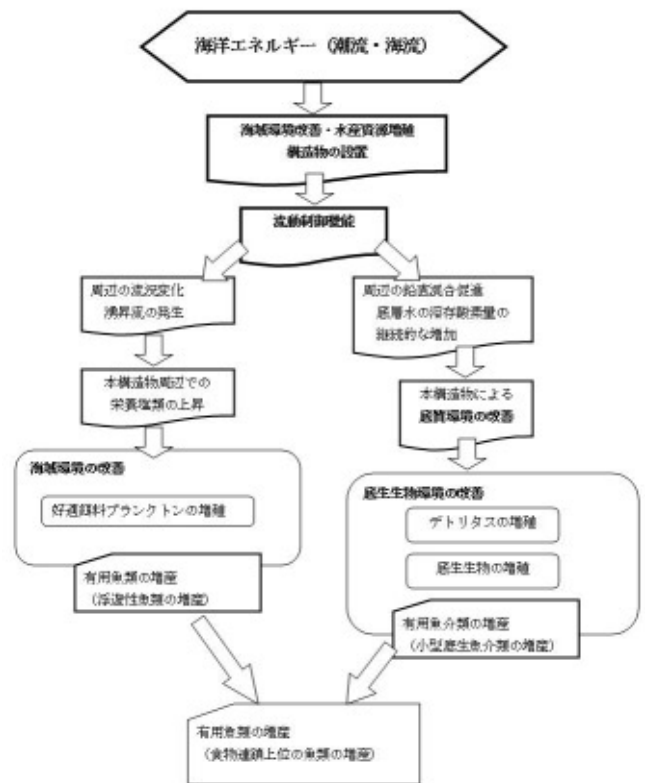 海洋エネルギー（潮流・海流）
海域環境改善・水産資源増殖
構造物の設置
流動制御機能
周辺の流況変化
湧昇流の発生
周辺の鉛直混合促進
底層水の溶存酸素量の
継続的な増加
本構造物周辺での
栄養塩類の上昇
本構造物による
底質環境の改善
海域環境の改善
好適餌料プランクトンの増殖
有用魚類の増産
（浮遊性魚類の増産）
底生生物環境の改善
デトリタスの増殖
底生生物の増殖
有用魚介類の増産
（小型底生魚介類の増産）
有用魚類の増産
（食物連鎖上位の魚類の増産）